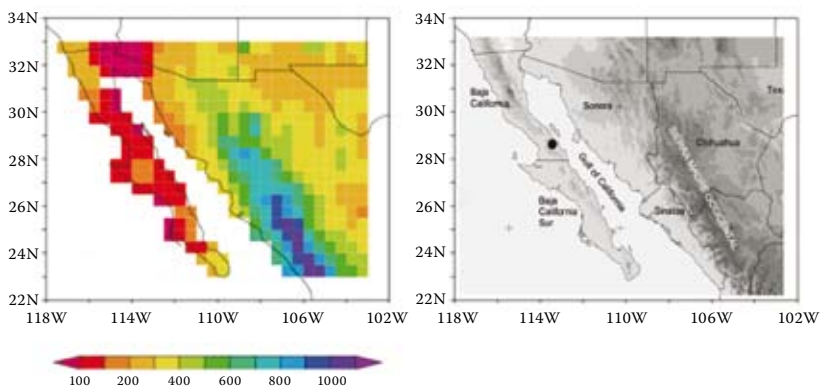 34N
32N
30N
28N
26N
24N
22N
118W 114W 110W 106W 102W
100 200 400 600 800 1000
34N
32N
30N
28N
26N
24N
22N
118W 114W 110W 106W 102W
Baja
California
Sonora
Chihuahua
Gulf of California
Baja
California
Sur
Sinaloa